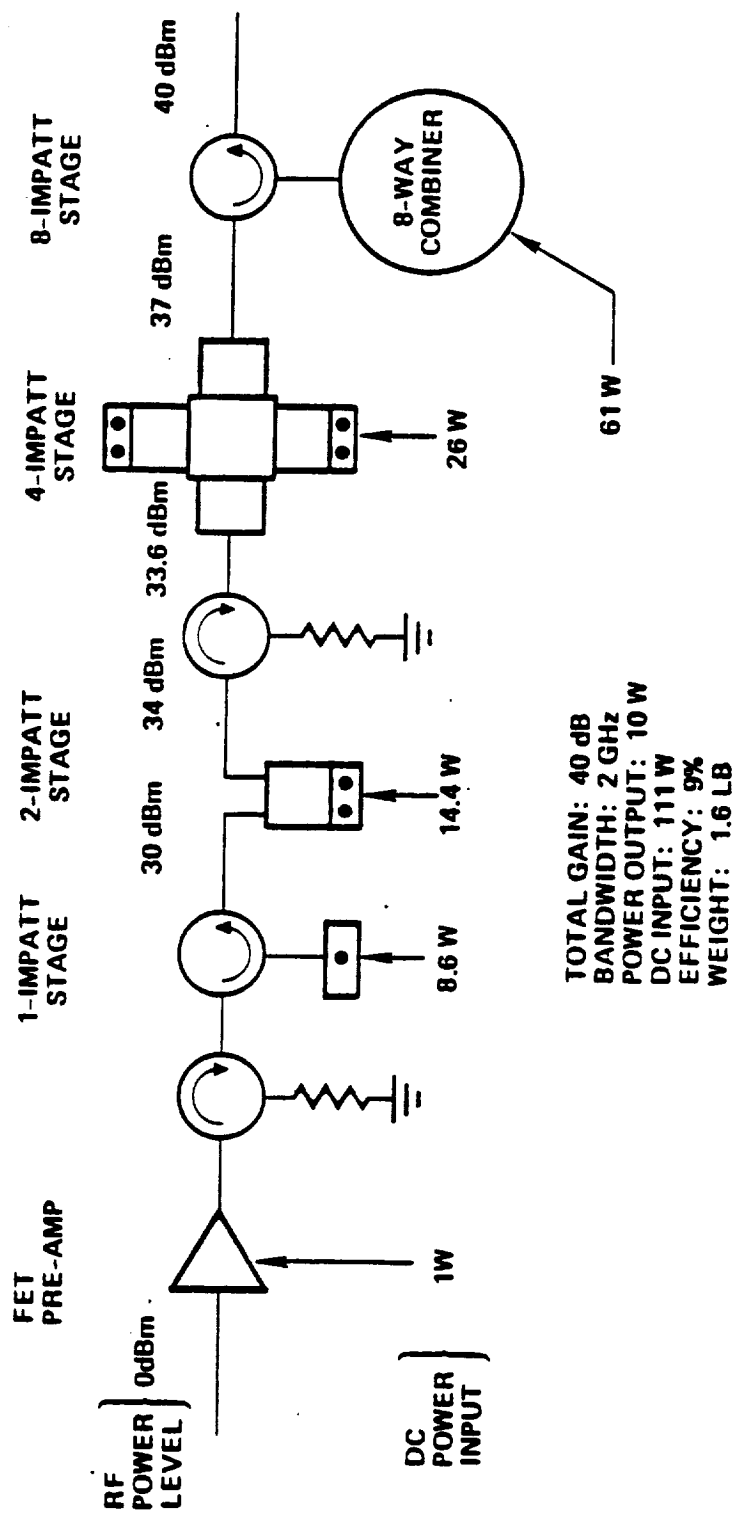 FET
PRE-AMP
1-IMPATT
STAGE
2-IMPATT
STAGE
4-IMPATT
STAGE
8-IMPATT
STAGE
RF
POWER
LEVEL
0dBm
30 dBm
34 dBm
33.6 dBm
37 dBm
40 dBm
8-WAY
COMBINER
DC
POWER
INPUT
1W
8.6 W
14.4 W
26 W
61 W
TOTAL GAIN: 40 dB
BANDWIDTH: 2 GHz
POWER OUTPUT: 10 W
DC INPUT: 111 W
EFFICIENCY: 9%
WEIGHT: 1.6 LB